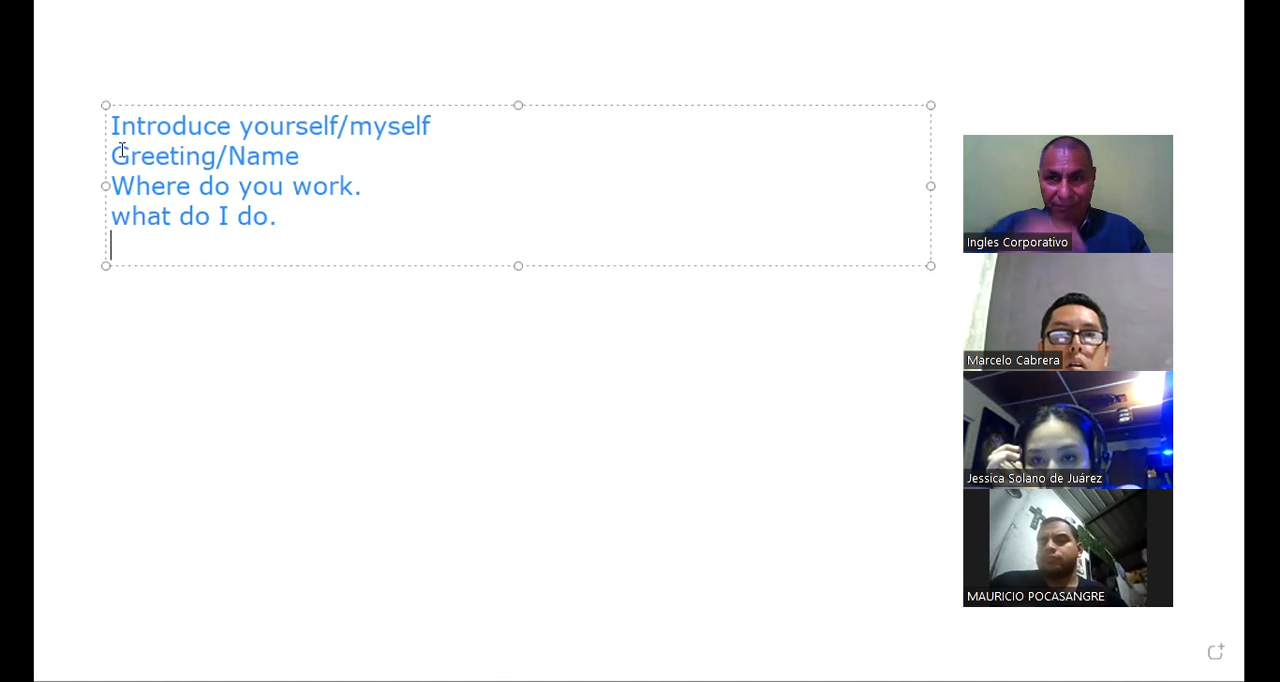 Introduce yourself/myself
Greeting/Name
Where do you work.
what do I do.
Ingles Corporativo
Marcelo Cabrera
Jessica Solano de Juárez
MAURICIO POCASANGRE